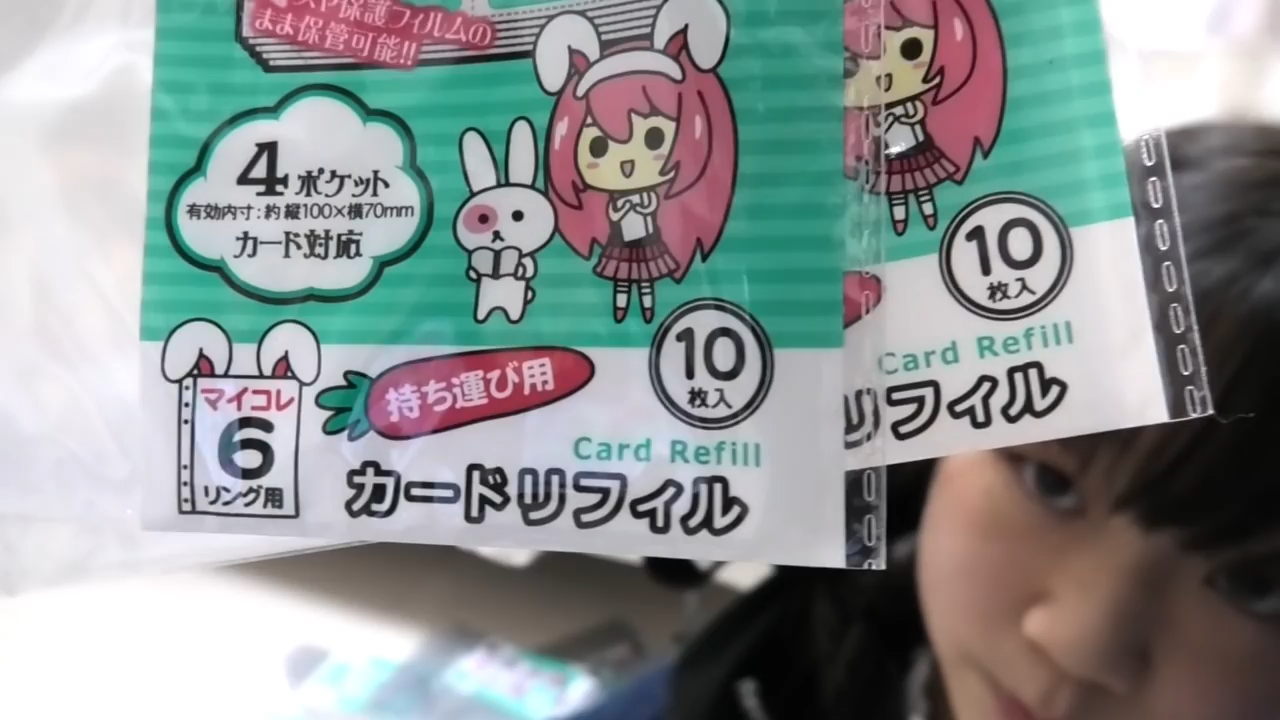 や保護フィルムの
まま保管可能!!
4ポケット
有効内寸:約縦100×横70mm
カード対応
マイコレ
6
リング用
持ち運び用
10
枚入
Card Refill
カードリフィル
10
枚入
Card Refill
リフィル